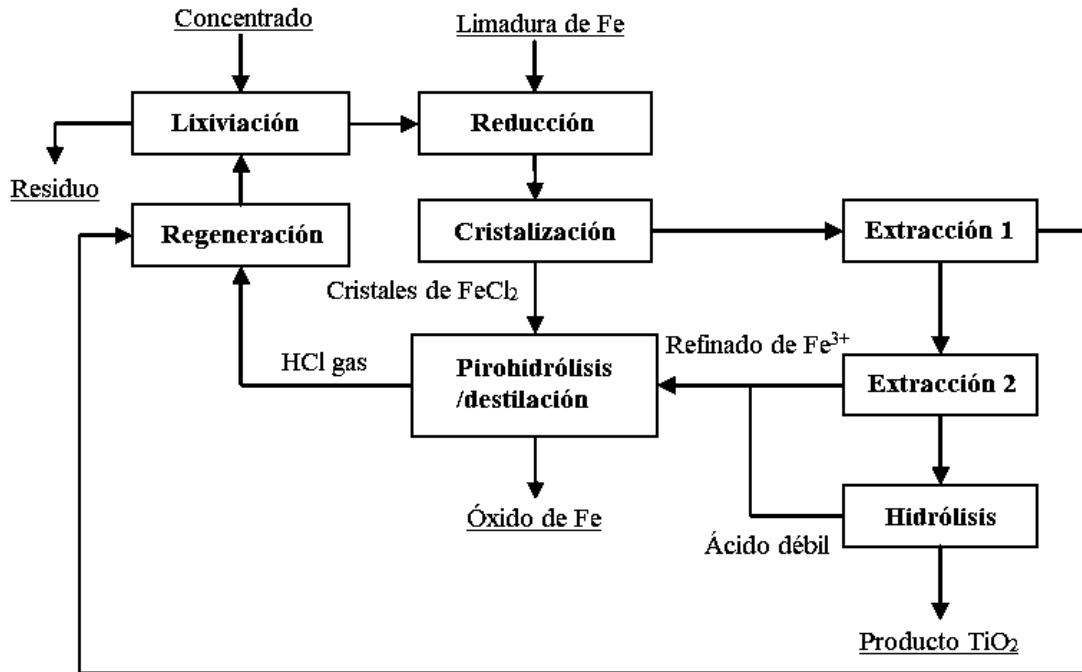 Concentrado
Limadura de Fe
Lixiviación
Reducción
Residuo
Regeneración
Cristalización
Extracción 1
Cristales de FeCl₂
Refinado de Fe³⁺
HCl gas
Pirohidrólisis
/destilación
Extracción 2
Óxido de Fe
Hidrólisis
Ácido débil
Producto TiO₂